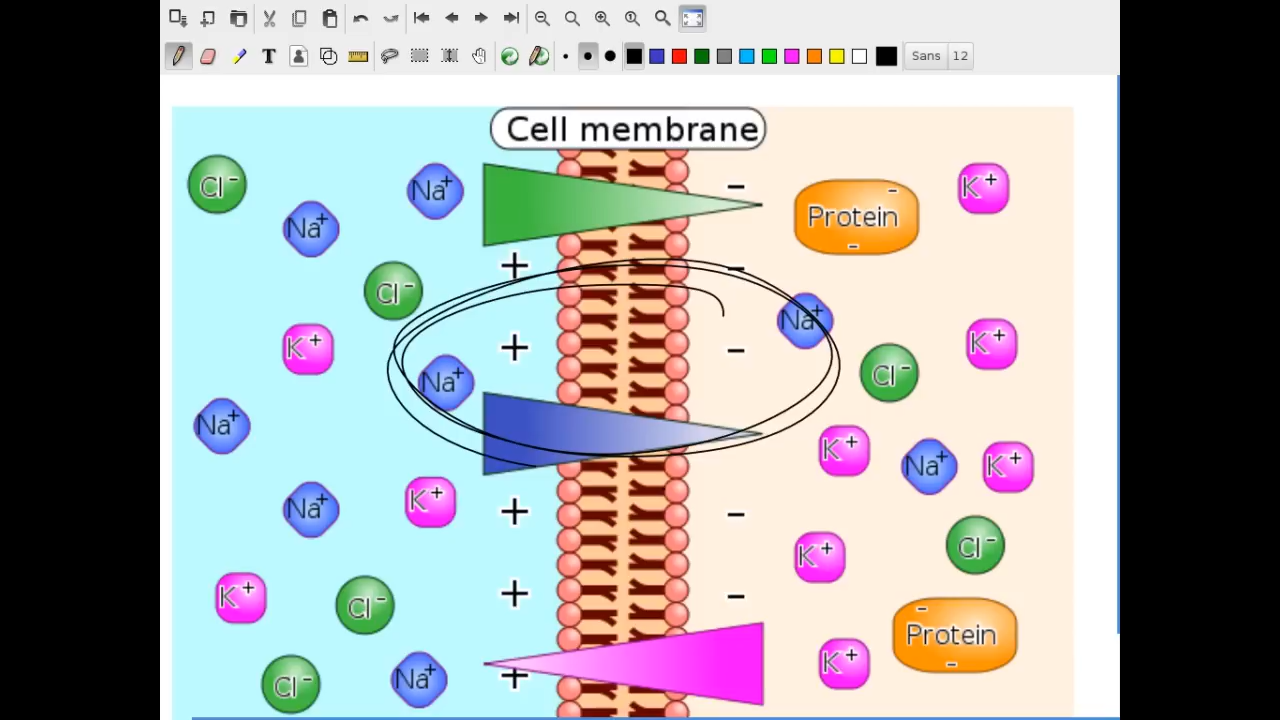 T
Sans 12
Cell membrane
Cl⁻
Na⁺
K⁺
Protein
Na⁺
Cl⁻
Na⁺
K⁺
K⁺
Cl⁻
Na⁺
Na⁺
K⁺
Na⁺
K⁺
K⁺
Na⁺
Cl⁻
K⁺
K⁺
Cl⁻
Protein
Na⁺
K⁺
Cl⁻